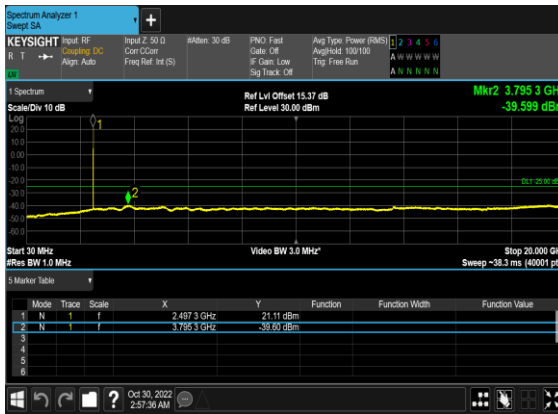 Spectrum Analyzer 1
Swept SA
+
KEYSIGHT Input: RF Input Z: 50 Ω #Atten: 30 dB PNO: Fast Avg Type: Power (RMS) 1 2 3 4 5 6
R T Coupling: DC Corr CCorr Gate: Off Avg|Hold: 100/100 A W W W W W
Align: Auto Freq Ref: Int (S) IF Gain: Low Trig: Free Run A N N N N N
Sig Track: Off
1 Spectrum Ref Lvl Offset 15.37 dB Mkr2 3.795 3 GH
Scale/Div 10 dB Ref Level 30.00 dBm -39.599 dB
Log
1
20.0
10.0
0.00
-10.0
-20.0 DL1 -25.00 dB
-30.0
2
-40.0
-50.0
-60.0
Start 30 MHz Video BW 3.0 MHz* Stop 20.000 G
#Res BW 1.0 MHz Sweep ~38.3 ms (40001 pt
5 Marker Table
Mode Trace Scale X Y Function Function Width Function Value
1 N 1 f 2.497 3 GHz 21.11 dBm
2 N 1 f 3.795 3 GHz -39.60 dBm
3
4
5
6
? Oct 30, 2022
2:57:36 AM